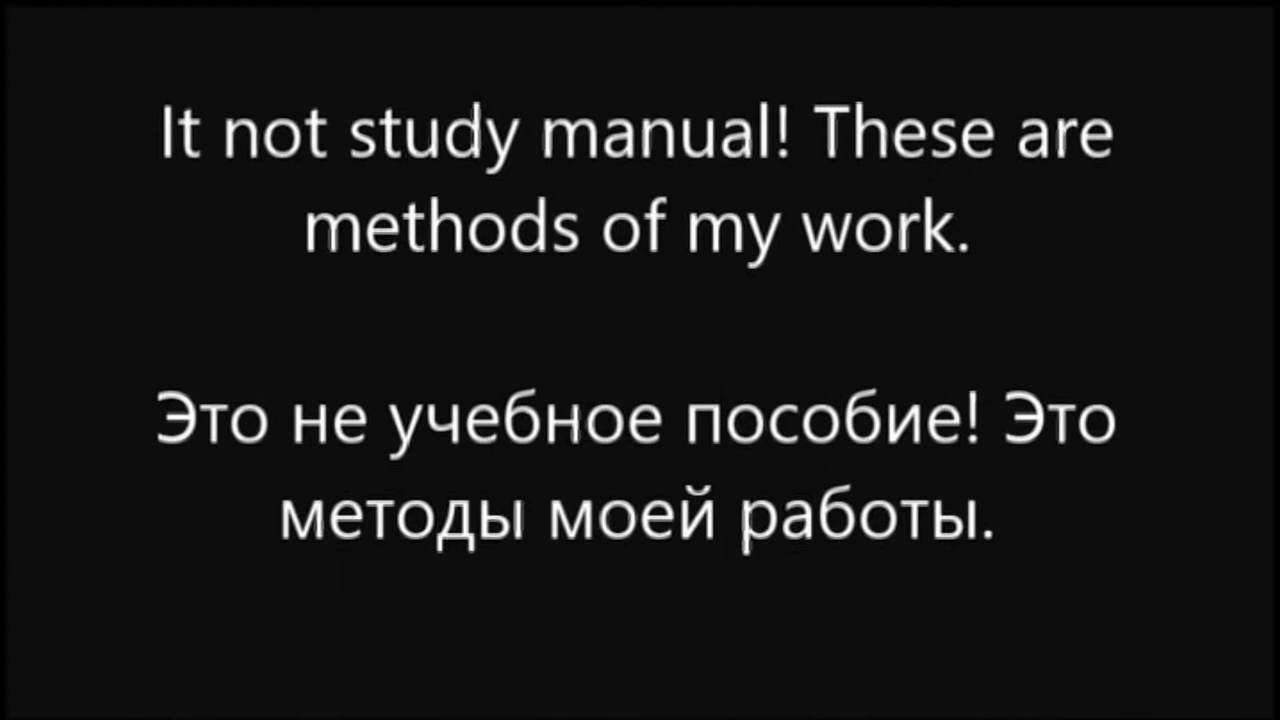 It not study manual! These are
methods of my work.
Это не учебное пособие! Это
методы моей работы.